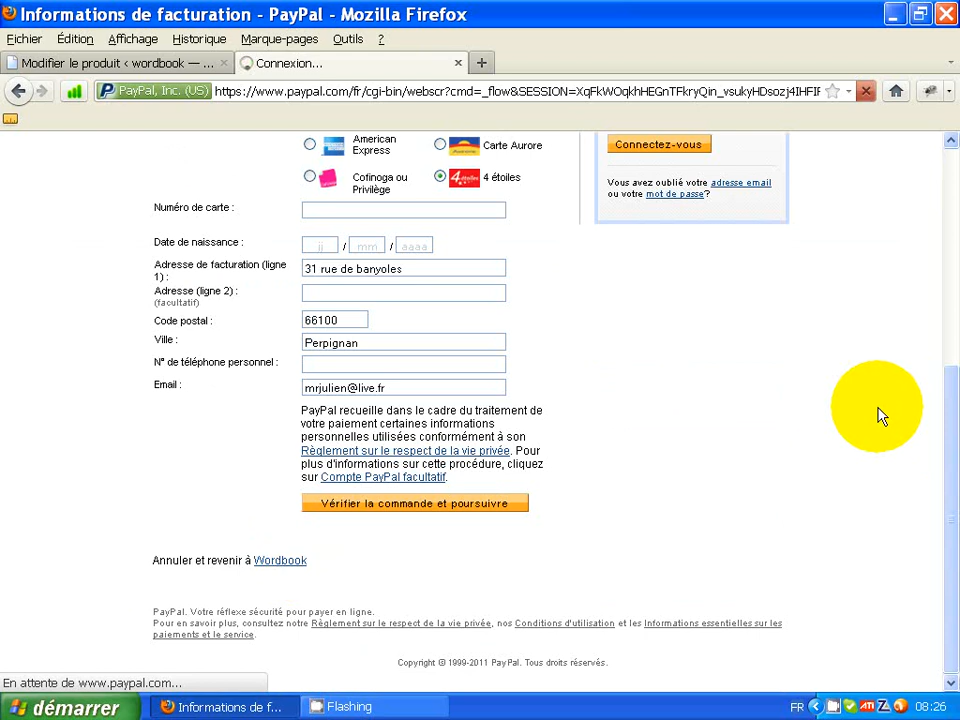 Informations de facturation - PayPal - Mozilla Firefox
Fichier Édition Affichage Historique Marque-pages Outils ?
Modifier le produit ‹ wordbook — ... Connexion...
PayPal, Inc. (US) https://www.paypal.com/fr/cgi-bin/webscr?cmd=_flow&SESSION=XqFkWOqkhHEGnTFkryQin_vsukyHDsozj4IHFIF
American Express
Carte Aurore
Connectez-vous
Cofinoga ou Privilège
4 étoiles
Vous avez oublié votre adresse email
ou votre mot de passe?
Numéro de carte :
Date de naissance : jj / mm / aaaa
Adresse de facturation (ligne 1) : 31 rue de banyoles
Adresse (ligne 2) :
(facultatif)
Code postal : 66100
Ville : Perpignan
N° de téléphone personnel :
Email : mrjulien@live.fr
PayPal recueille dans le cadre du traitement de
votre paiement certaines informations
personnelles utilisées conformément à son
Règlement sur le respect de la vie privée. Pour
plus d'informations sur cette procédure, cliquez
sur Compte PayPal facultatif.
Vérifier la commande et poursuivre
Annuler et revenir à Wordbook
PayPal. Votre réflexe sécurité pour payer en ligne.
Pour en savoir plus, consultez notre Règlement sur le respect de la vie privée, nos Conditions d'utilisation et les Informations essentielles sur les
paiements et le service.
Copyright © 1999-2011 PayPal. Tous droits réservés.
En attente de www.paypal.com...
démarrer Informations de f... Flashing FR 08:26